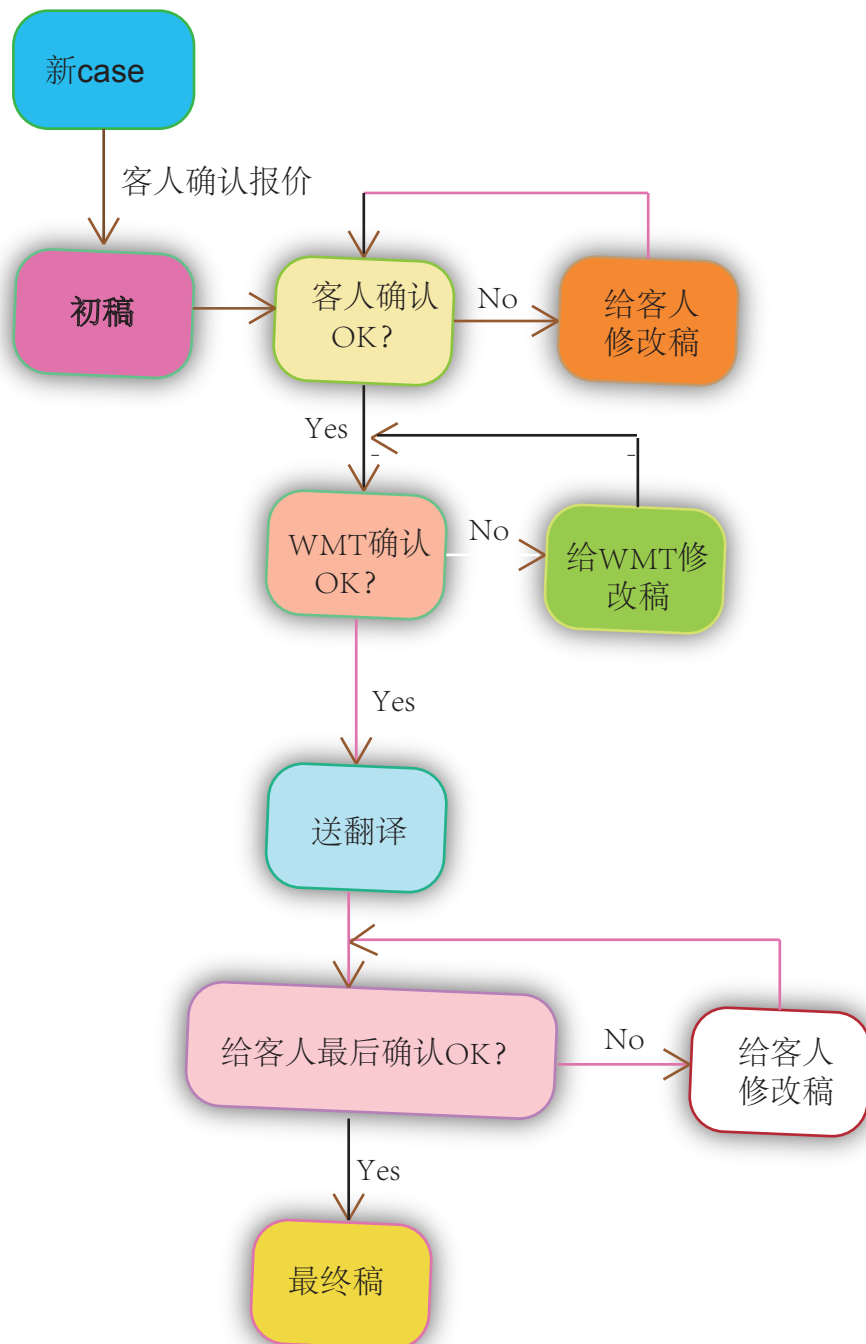 新case
客人确认报价
初稿
客人确认
OK?
No
给客人
修改稿
Yes
WMT确认
OK?
No
给WMT修
改稿
Yes
送翻译
给客人最后确认OK?
No
给客人
修改稿
Yes
最终稿